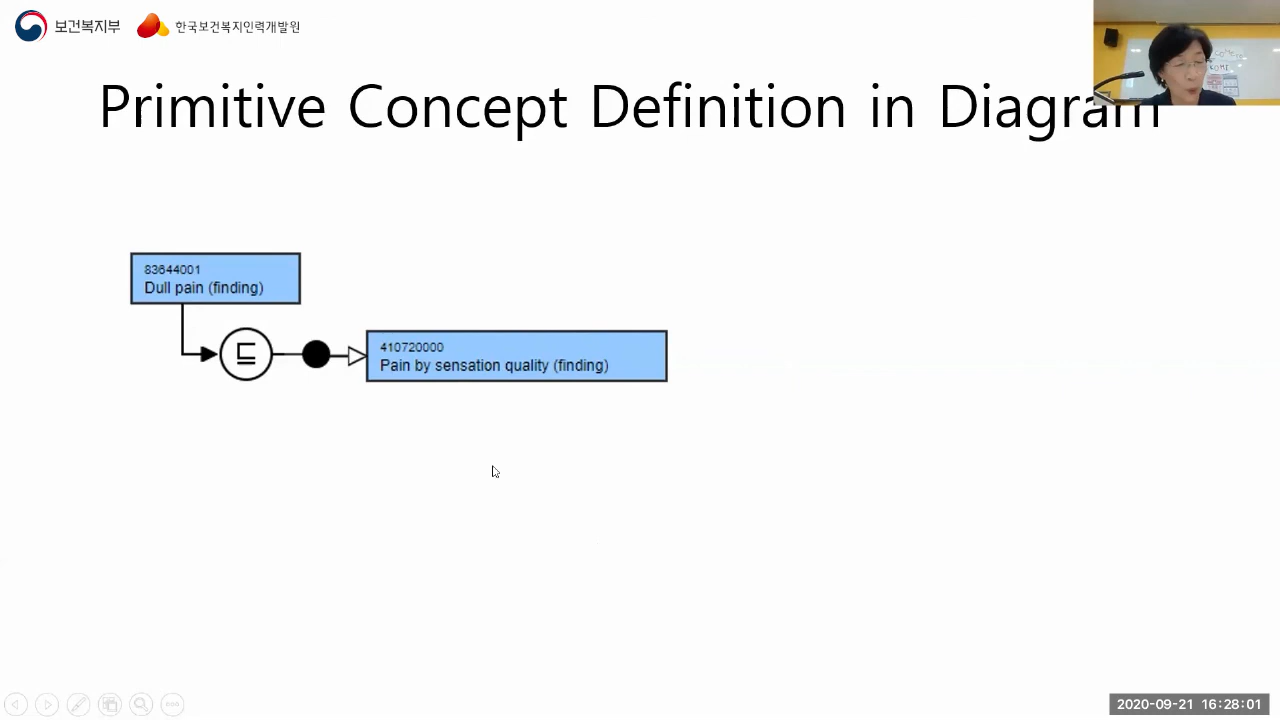 보건복지부
한국보건복지인력개발원
Primitive Concept Definition in Diagram
83644001
Dull pain (finding)
⊑
410720000
Pain by sensation quality (finding)
2020-09-21 16:28:01